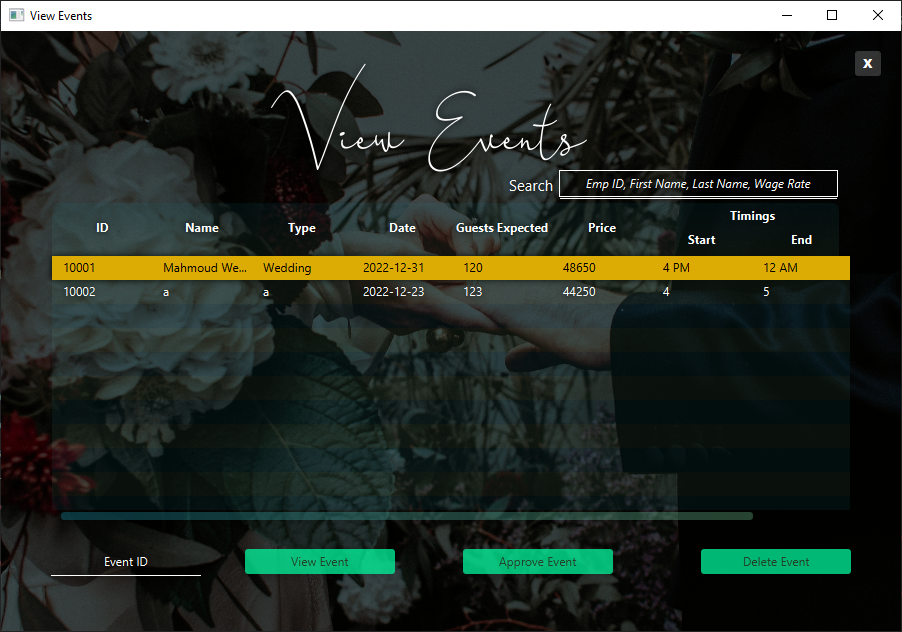 View Events
x
View Events
Search Emp ID, First Name, Last Name, Wage Rate
Timings
ID Name Type Date Guests Expected Price
Start End
10001 Mahmoud We... Wedding 2022-12-31 120 48650 4 PM 12 AM
10002 a a 2022-12-23 123 44250 4 5
Event ID View Event Approve Event Delete Event